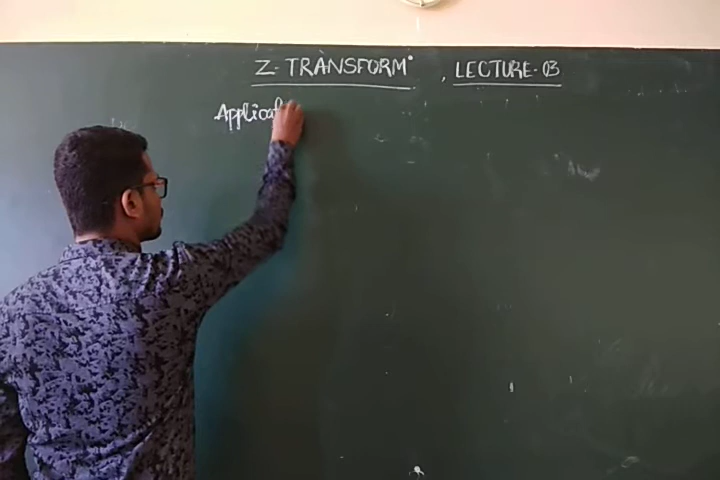 Z-TRANSFORM , LECTURE-03
Applicat